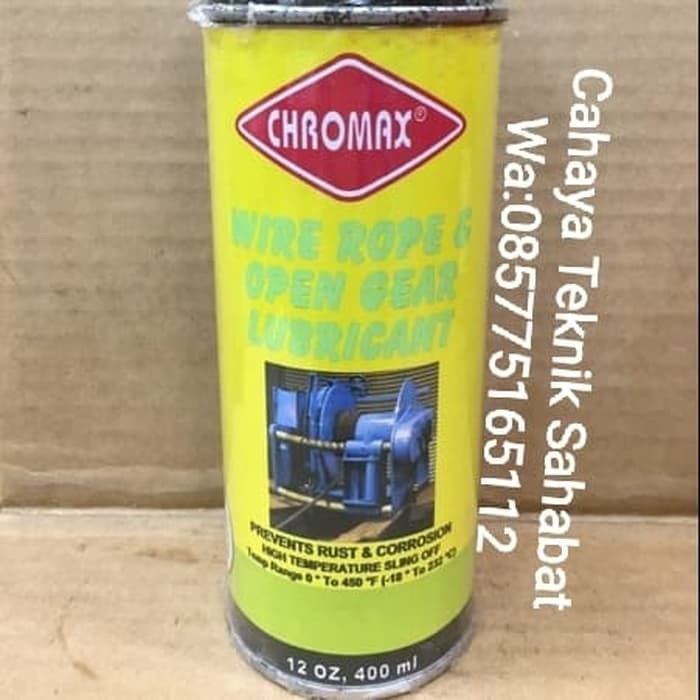 CHROMAX®
WIRE ROPE &
OPEN GEAR
LUBRICANT
PREVENTS RUST & CORROSION
HIGH TEMPERATURE SLING OFF
Temp Range 0 ° To 450 °F (-18 ° To 232 °C)
12 OZ, 400 ml
Cahaya Teknik Sahabat
Wa:085775165112